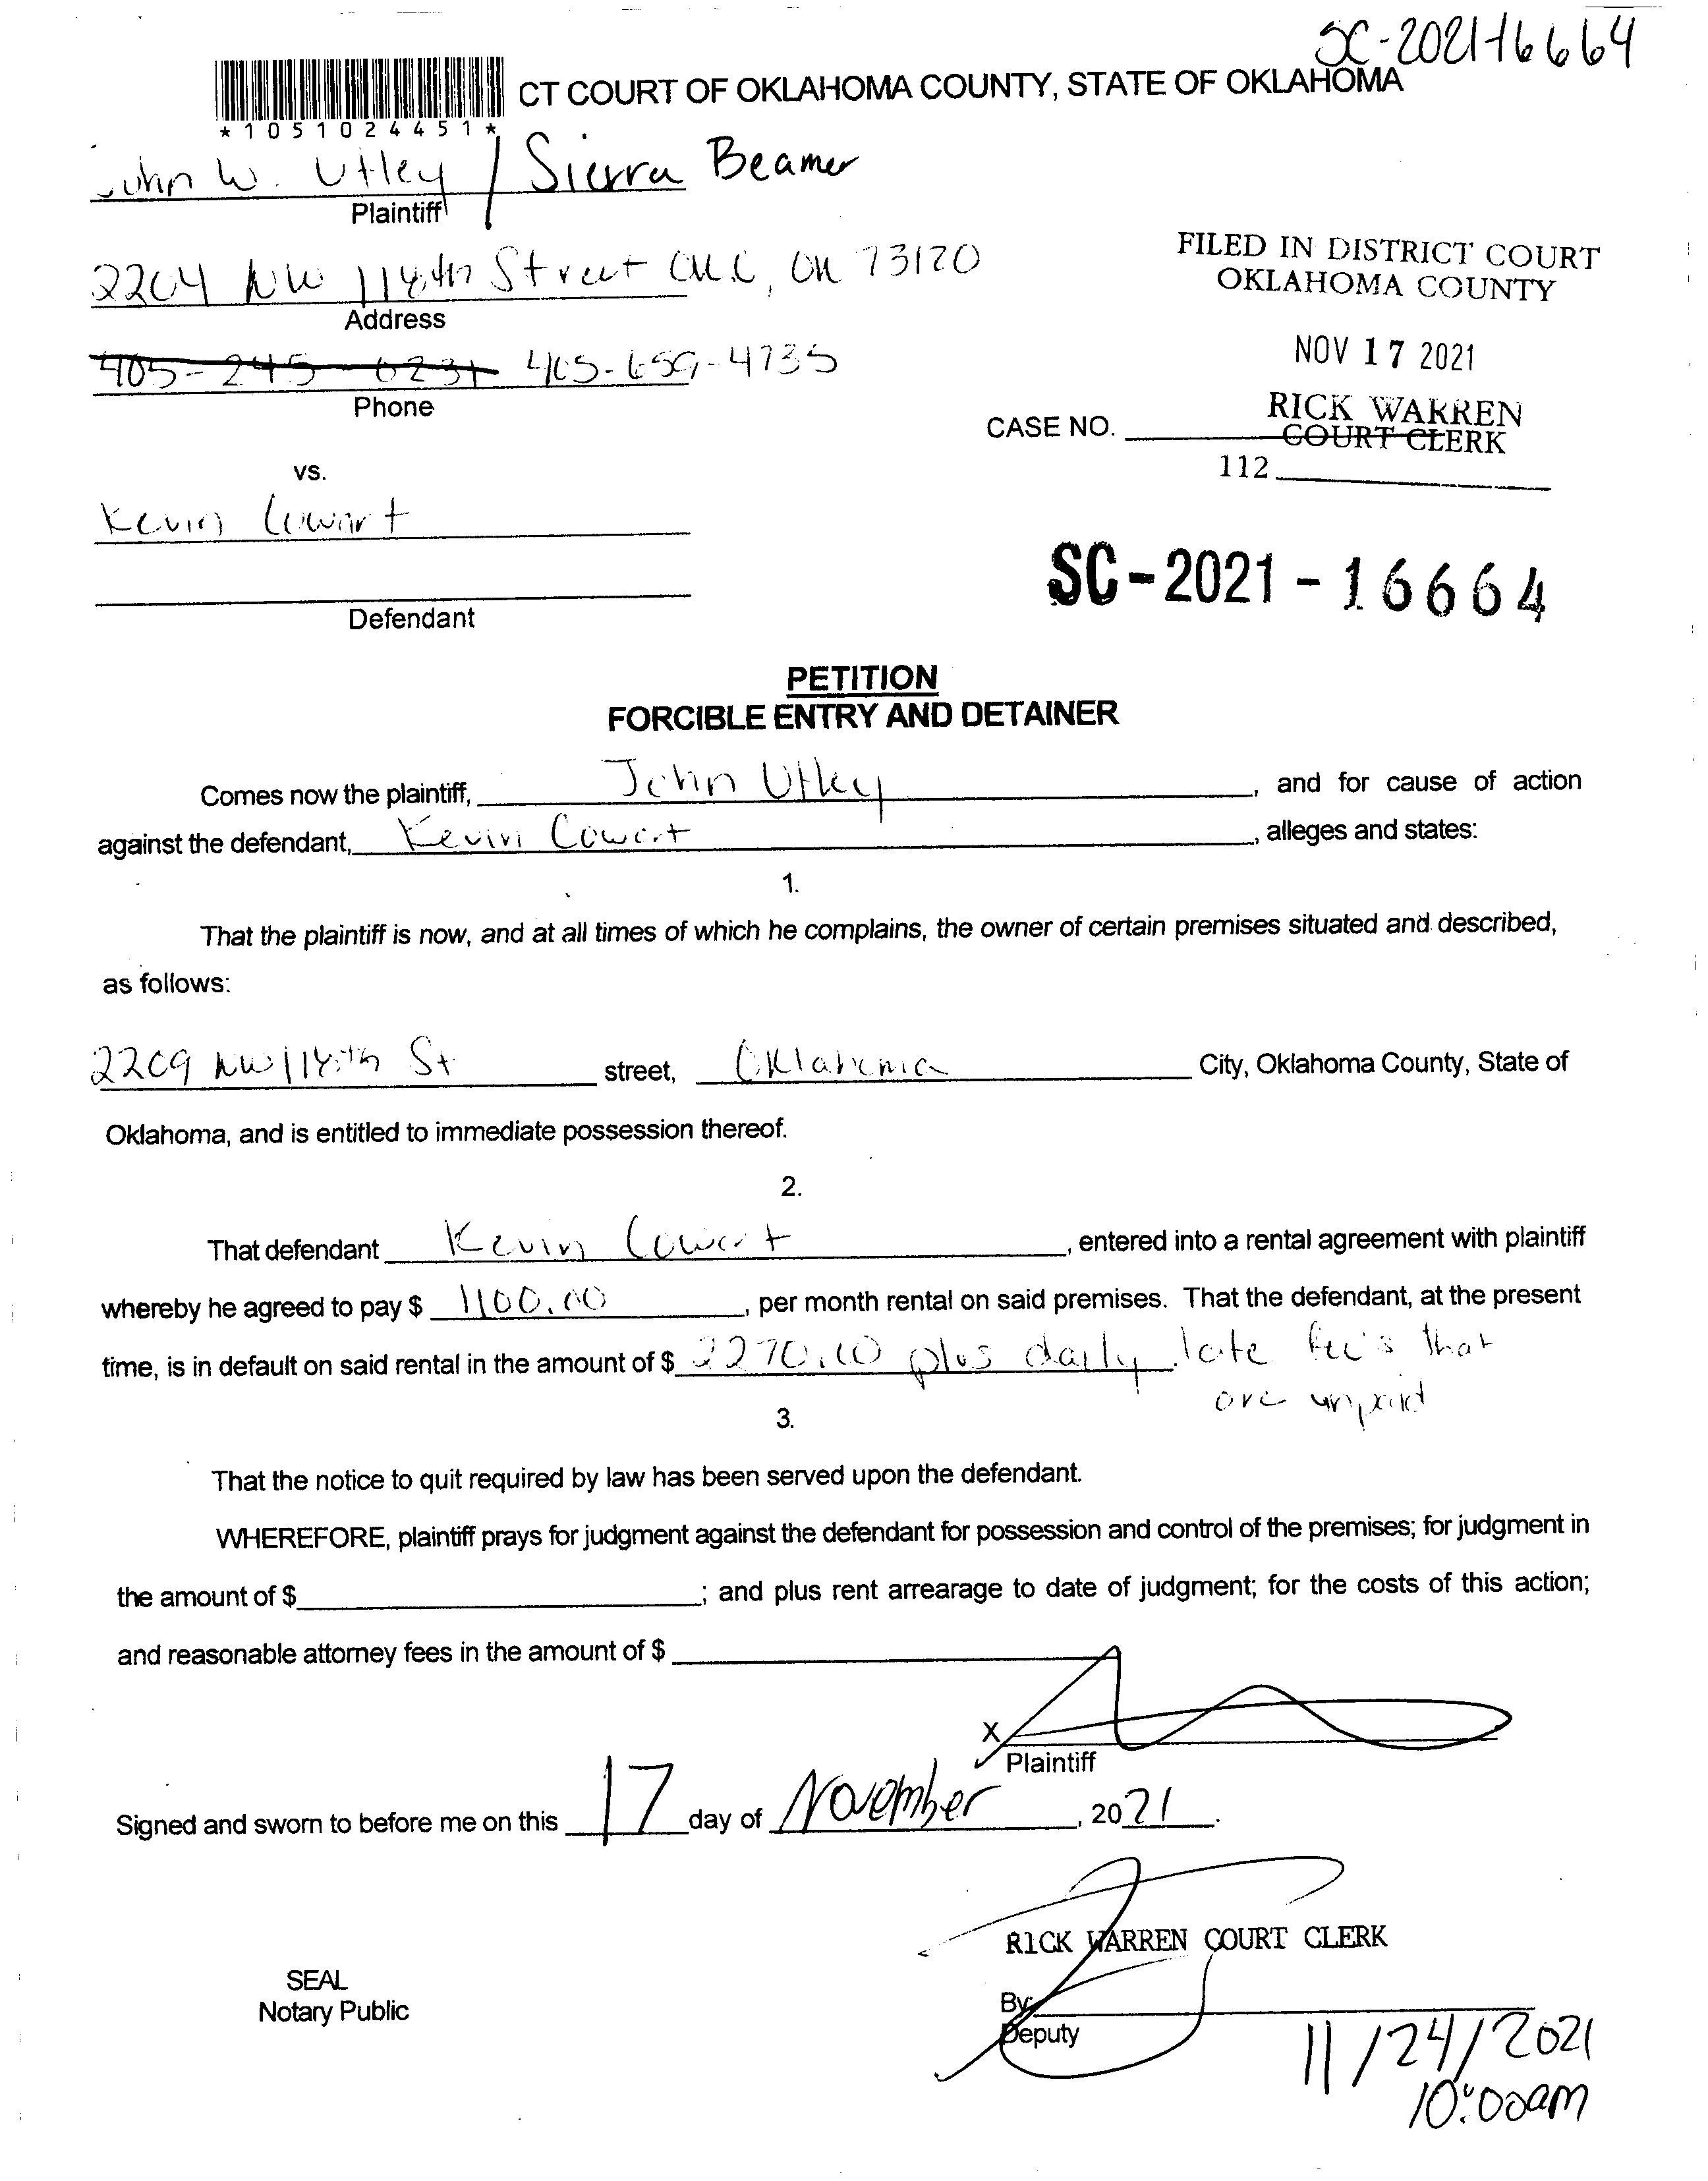 SC-2021-16664
CT COURT OF OKLAHOMA COUNTY, STATE OF OKLAHOMA
*1051024451*
John W. Utley / Sierra Beamer
Plaintiff
2204 NW 118th Street OKC, OK 73120
Address
405-245-0231 405-659-4735
Phone
FILED IN DISTRICT COURT
OKLAHOMA COUNTY
NOV 17 2021
RICK WARREN
COURT CLERK
CASE NO.
112
vs.
Kevin Cowart
Defendant
SC-2021-16664
PETITION
FORCIBLE ENTRY AND DETAINER
Comes now the plaintiff, John Utley, and for cause of action
against the defendant, Kevin Cowart, alleges and states:
1.
That the plaintiff is now, and at all times of which he complains, the owner of certain premises situated and described,
as follows:
2209 NW 118th St street, Oklahoma City, Oklahoma County, State of
Oklahoma, and is entitled to immediate possession thereof.
2.
That defendant Kevin Cowart, entered into a rental agreement with plaintiff
whereby he agreed to pay $ 1100.00, per month rental on said premises. That the defendant, at the present
time, is in default on said rental in the amount of $ 2270.00 plus daily late fee's that
are unpaid
3.
That the notice to quit required by law has been served upon the defendant.
WHEREFORE, plaintiff prays for judgment against the defendant for possession and control of the premises; for judgment in
the amount of $ ; and plus rent arrearage to date of judgment; for the costs of this action;
and reasonable attorney fees in the amount of $
X
Plaintiff
Signed and sworn to before me on this 17 day of November, 2021.
RICK WARREN COURT CLERK
SEAL
Notary Public
By
Deputy
11/24/2021
10:00am